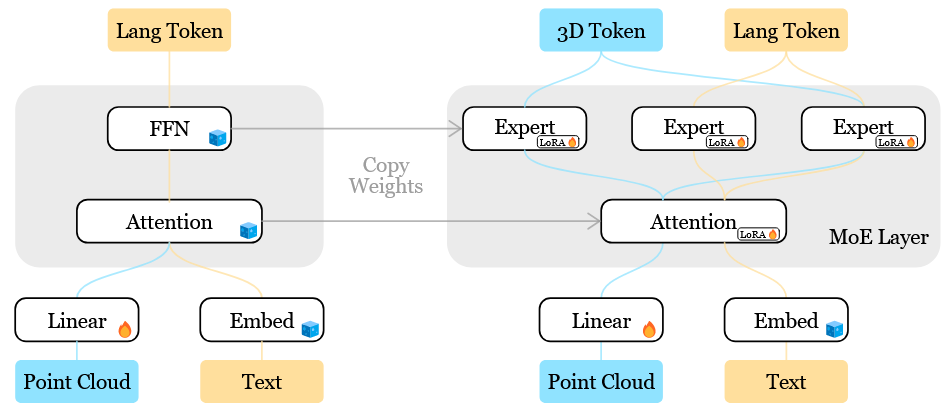 Lang Token
3D Token
Lang Token
FFN
Expert
LoRA
Expert
LoRA
Expert
LoRA
Copy
Weights
Attention
Attention
LoRA
MoE Layer
Linear
Embed
Linear
Embed
Point Cloud
Text
Point Cloud
Text